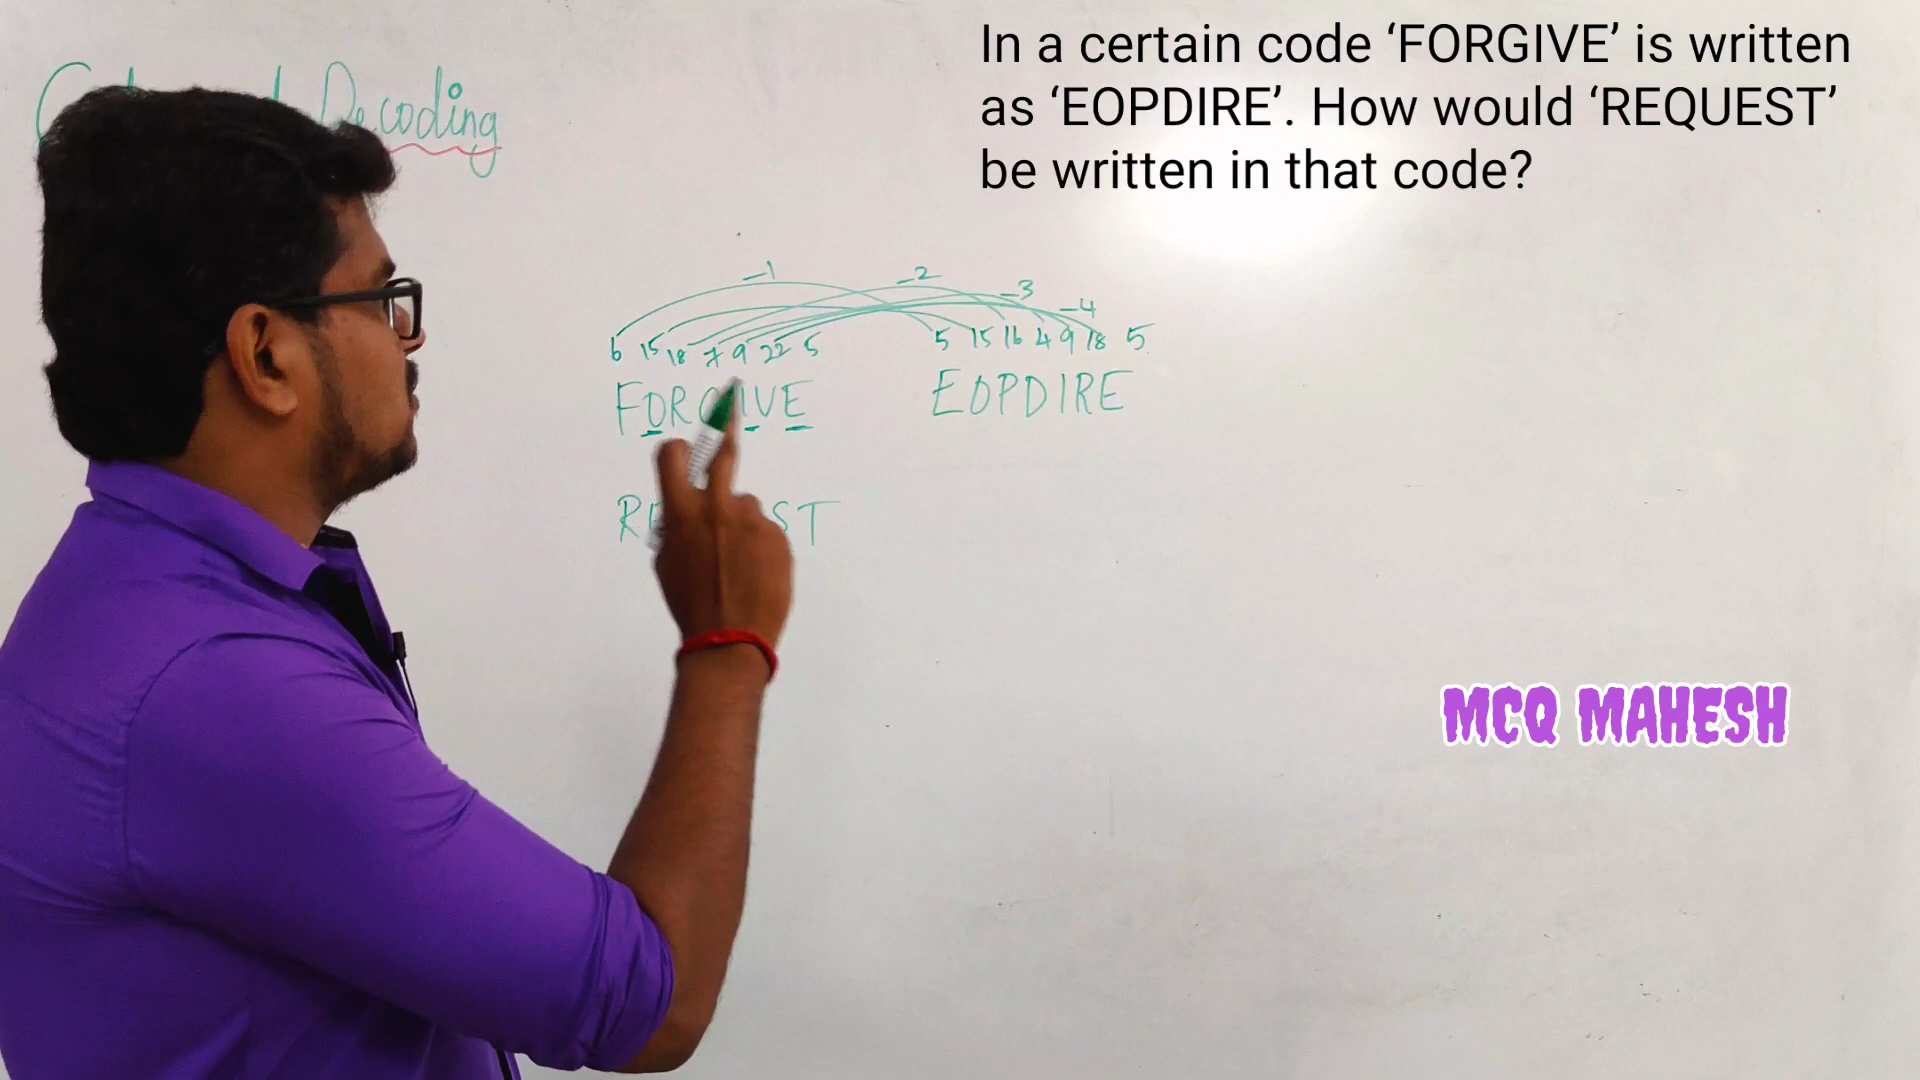 Decoding
In a certain code ‘FORGIVE’ is written
as ‘EOPDIRE’. How would ‘REQUEST’
be written in that code?
-1 -2 -3 -4
6 15 18 7 9 22 5 5 15 16 4 9 18 5
EOPDIRE
ST
MCQ MAHESH